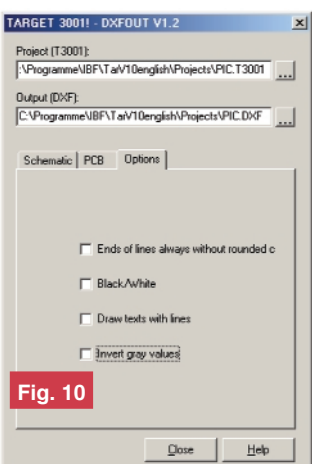 TARGET 3001! - DXFOUT V1.2
Project (T3001):
:\Programme\IBF\TarV10english\Projects\PIC.T3001
...
Output (DXF):
C:\Programme\IBF\TarV10english\Projects\PIC.DXF
...
Schematic PCB Options
Ends of lines always without rounded c
Black/White
Draw texts with lines
Invert gray values
Fig. 10
Close Help